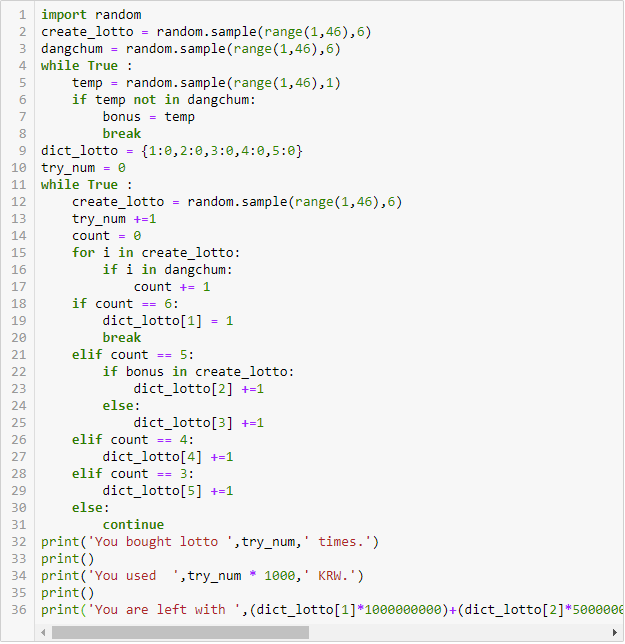 1 import random
2 create_lotto = random.sample(range(1,46),6)
3 dangchum = random.sample(range(1,46),6)
4 while True :
5     temp = random.sample(range(1,46),1)
6     if temp not in dangchum:
7         bonus = temp
8         break
9 dict_lotto = {1:0,2:0,3:0,4:0,5:0}
10 try_num = 0
11 while True :
12     create_lotto = random.sample(range(1,46),6)
13     try_num +=1
14     count = 0
15     for i in create_lotto:
16         if i in dangchum:
17             count += 1
18     if count == 6:
19         dict_lotto[1] = 1
20         break
21     elif count == 5:
22         if bonus in create_lotto:
23             dict_lotto[2] +=1
24         else:
25             dict_lotto[3] +=1
26     elif count == 4:
27         dict_lotto[4] +=1
28     elif count == 3:
29         dict_lotto[5] +=1
30     else:
31         continue
32 print('You bought lotto ',try_num,' times.')
33 print()
34 print('You used  ',try_num * 1000,' KRW.')
35 print()
36 print('You are left with ',(dict_lotto[1]*1000000000)+(dict_lotto[2]*5000000